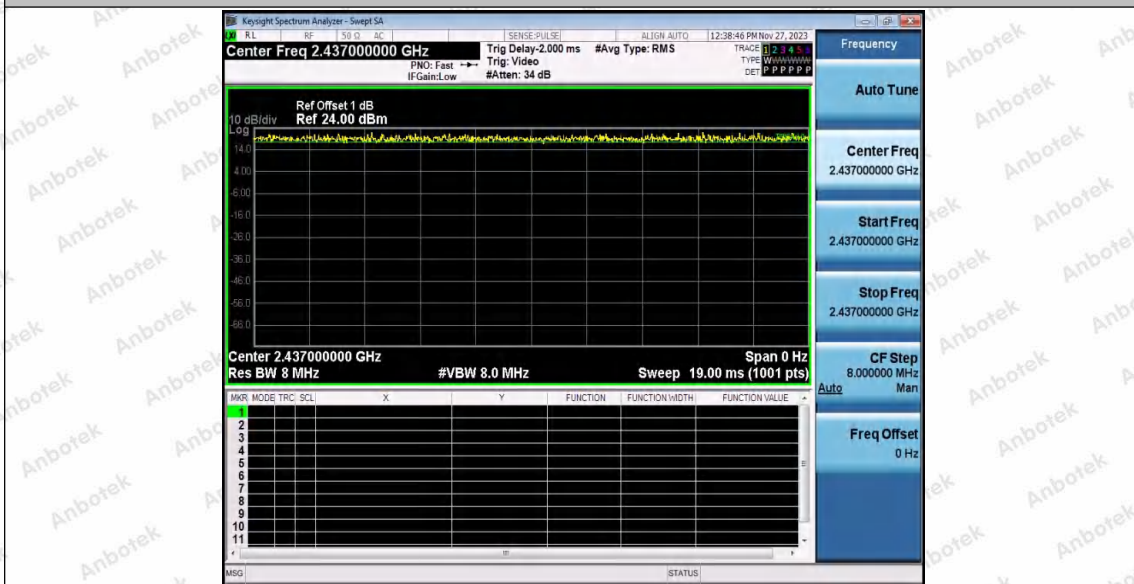 Keysight Spectrum Analyzer - Swept SA
RL RF 50 Ω AC SENSE:PULSE ALIGN AUTO 12:38:46 PM Nov 27, 2023
Center Freq 2.437000000 GHz
PNO: Fast
IFGain:Low
Trig Delay-2.000 ms
Trig: Video
#Atten: 34 dB
#Avg Type: RMS
TRACE 1 2 3 4 5 6
TYPE W
DET P P P P P P
Ref Offset 1 dB
10 dB/div Ref 24.00 dBm
Log
14.0
4.00
-6.00
-16.0
-26.0
-36.0
-46.0
-56.0
-66.0
Center 2.437000000 GHz Span 0 Hz
Res BW 8 MHz #VBW 8.0 MHz Sweep 19.00 ms (1001 pts)
MKR MODE TRC SCL X Y FUNCTION FUNCTION WIDTH FUNCTION VALUE
1
2
3
4
5
6
7
8
9
10
11
MSG STATUS
Frequency
Auto Tune
Center Freq
2.437000000 GHz
Start Freq
2.437000000 GHz
Stop Freq
2.437000000 GHz
CF Step
8.000000 MHz
Auto Man
Freq Offset
0 Hz
Anbotek